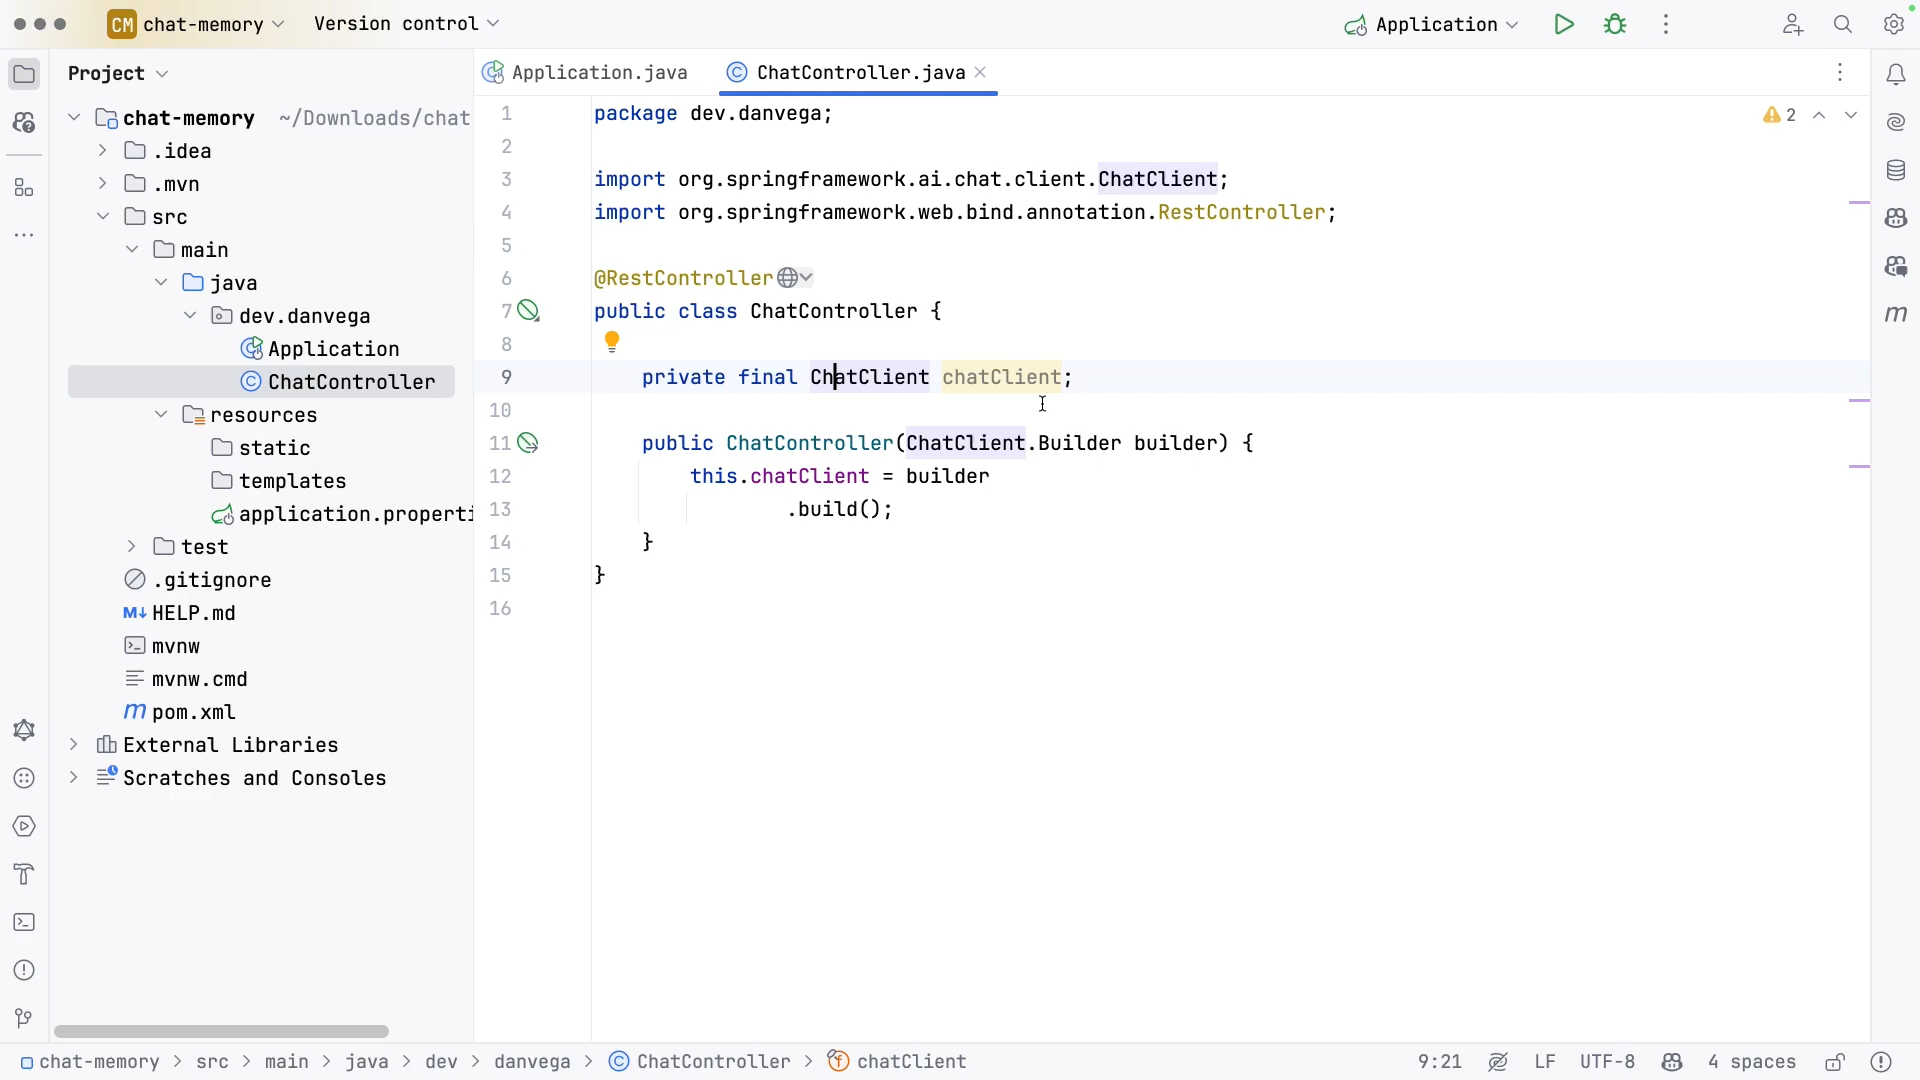 CM chat-memory Version control Application
Project Application.java ChatController.java
chat-memory ~/Downloads/chat
.idea
.mvn
src
main
java
dev.danvega
Application
ChatController
resources
static
templates
application.properti
test
.gitignore
M↓ HELP.md
mvnw
mvnw.cmd
m pom.xml
External Libraries
Scratches and Consoles
1 package dev.danvega;
2
3 import org.springframework.ai.chat.client.ChatClient;
4 import org.springframework.web.bind.annotation.RestController;
5
6 @RestController
7 public class ChatController {
8
9 private final ChatClient chatClient;
10
11 public ChatController(ChatClient.Builder builder) {
12 this.chatClient = builder
13 .build();
14 }
15 }
16
2
m
chat-memory > src > main > java > dev > danvega > ChatController > chatClient 9:21 LF UTF-8 4 spaces